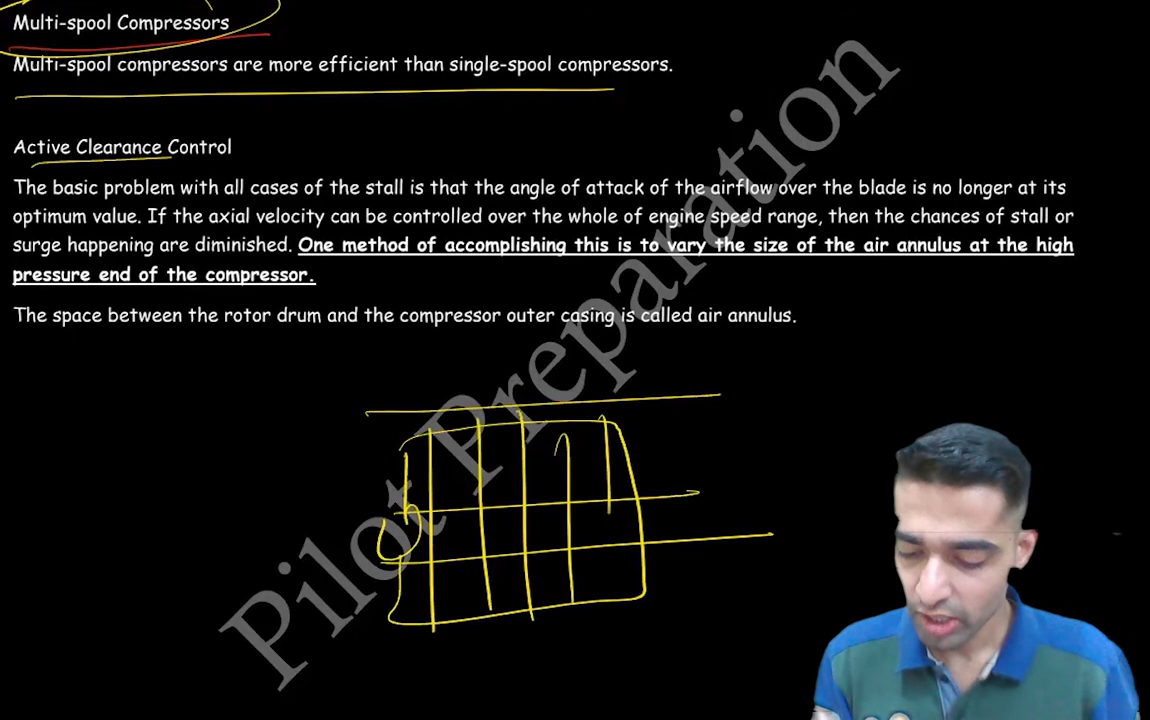 Multi-spool Compressors
Multi-spool compressors are more efficient than single-spool compressors.
Active Clearance Control
The basic problem with all cases of the stall is that the angle of attack of the airflow over the blade is no longer at its
optimum value. If the axial velocity can be controlled over the whole of engine speed range, then the chances of stall or
surge happening are diminished. One method of accomplishing this is to vary the size of the air annulus at the high
pressure end of the compressor.
The space between the rotor drum and the compressor outer casing is called air annulus.
Pilot Preparation